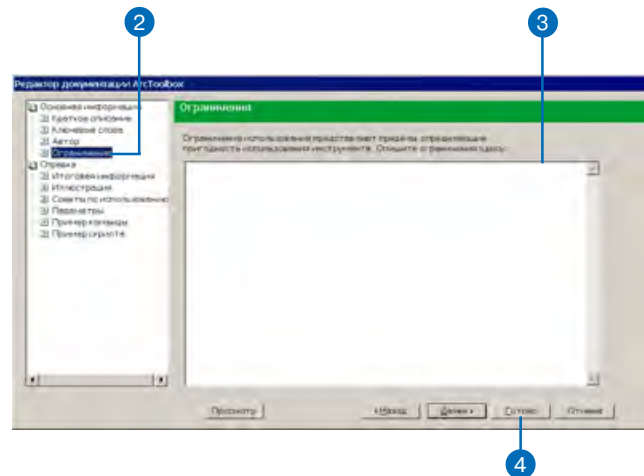 2
3
Редактор документации ArcToolbox
Основная информация
Краткое описание
Ключевые слова
Автор
Ограничения
Справка
Итоговая информация
Иллюстрации
Советы по использованию
Параметры
Пример команды
Пример скрипта
Ограничения
Ограничения использования представляют пределы, определяющие
пригодность использования инструмента. Опишите ограничения здесь:
Просмотр
< Назад
Далее >
Готово
Отмена
4